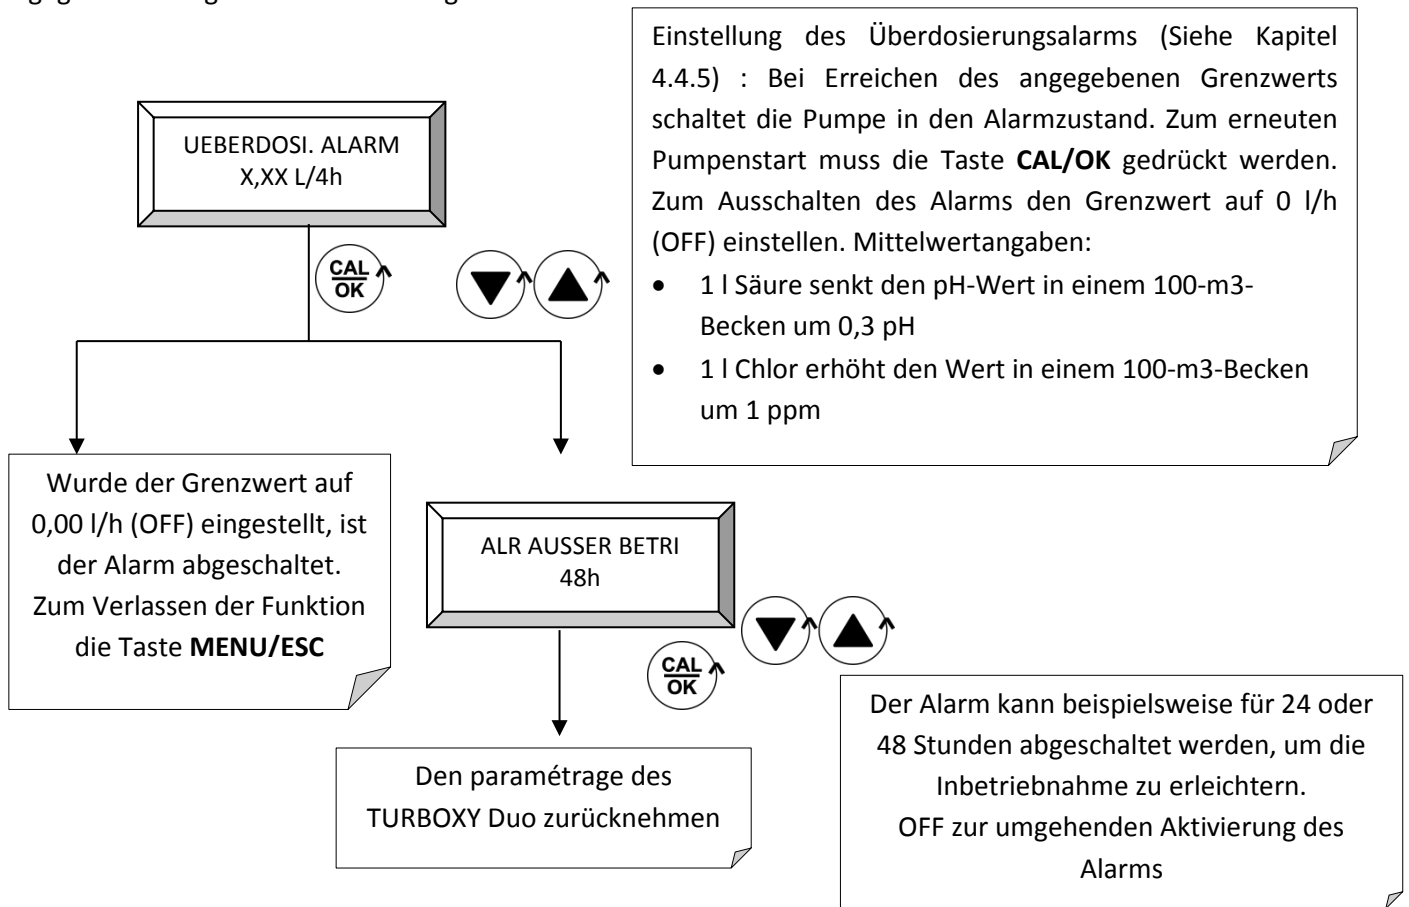 Einstellung des Überdosierungsalarms (Siehe Kapitel
4.4.5) : Bei Erreichen des angegebenen Grenzwerts
schaltet die Pumpe in den Alarmzustand. Zum erneuten
Pumpenstart muss die Taste CAL/OK gedrückt werden.
Zum Ausschalten des Alarms den Grenzwert auf 0 l/h
(OFF) einstellen. Mittelwertangaben:
• 1 l Säure senkt den pH-Wert in einem 100-m3-
Becken um 0,3 pH
• 1 l Chlor erhöht den Wert in einem 100-m3-Becken
um 1 ppm
UEBERDOSI. ALARM
X,XX L/4h
CAL
OK
Wurde der Grenzwert auf
0,00 l/h (OFF) eingestellt, ist
der Alarm abgeschaltet.
Zum Verlassen der Funktion
die Taste MENU/ESC
ALR AUSSER BETRI
48h
CAL
OK
Den paramétrage des
TURBOXY Duo zurücknehmen
Der Alarm kann beispielsweise für 24 oder
48 Stunden abgeschaltet werden, um die
Inbetriebnahme zu erleichtern.
OFF zur umgehenden Aktivierung des
Alarms